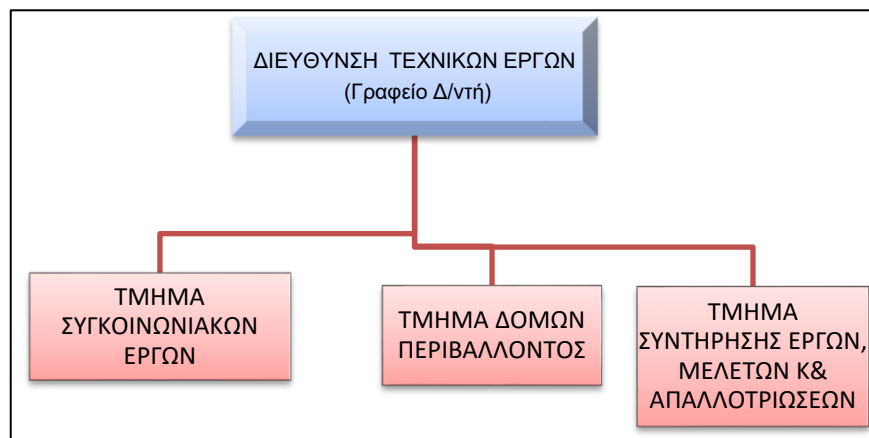 ΔΙΕΥΘΥΝΣΗ ΤΕΧΝΙΚΩΝ ΕΡΓΩΝ
(Γραφείο Δ/ντή)
ΤΜΗΜΑ
ΣΥΓΚΟΙΝΩΝΙΑΚΩΝ
ΕΡΓΩΝ
ΤΜΗΜΑ ΔΟΜΩΝ
ΠΕΡΙΒΑΛΛΟΝΤΟΣ
ΤΜΗΜΑ
ΣΥΝΤΗΡΗΣΗΣ ΕΡΓΩΝ,
ΜΕΛΕΤΩΝ Κ&
ΑΠΑΛΛΟΤΡΙΩΣΕΩΝ